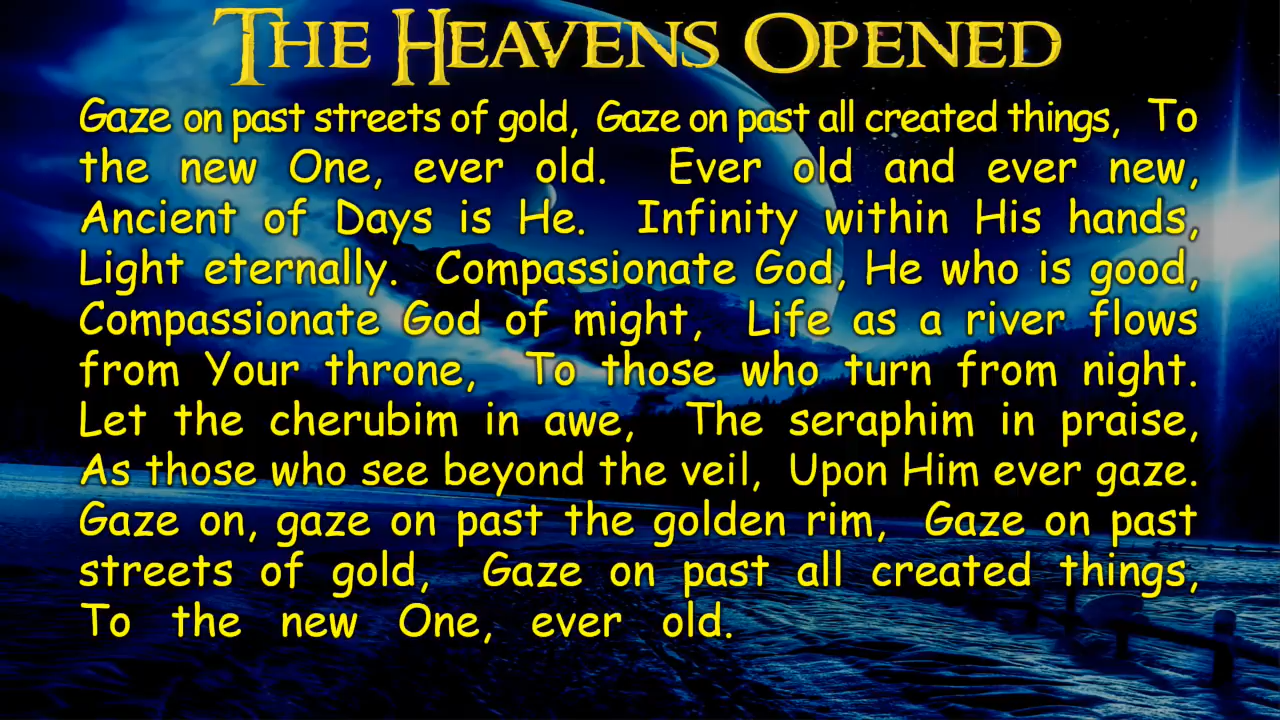 THE HEAVENS OPENED
Gaze on past streets of gold, Gaze on past all created things, To
the new One, ever old. Ever old and ever new,
Ancient of Days is He. Infinity within His hands,
Light eternally. Compassionate God, He who is good,
Compassionate God of might, Life as a river flows
from Your throne, To those who turn from night.
Let the cherubim in awe, The seraphim in praise,
As those who see beyond the veil, Upon Him ever gaze.
Gaze on, gaze on past the golden rim, Gaze on past
streets of gold, Gaze on past all created things,
To the new One, ever old.